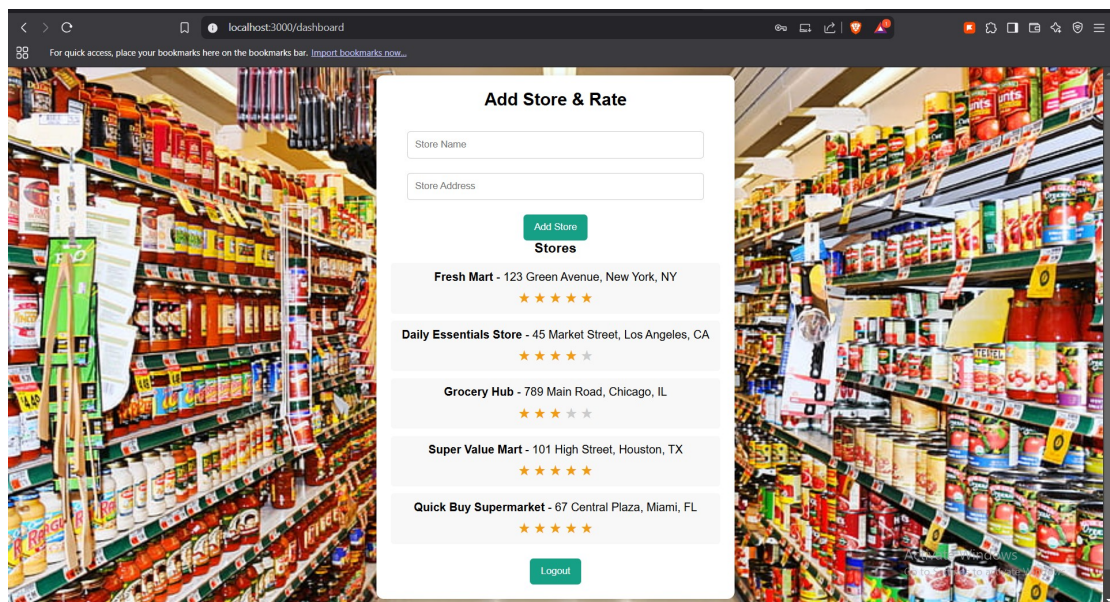 localhost:3000/dashboard
For quick access, place your bookmarks here on the bookmarks bar. Import bookmarks now...
Add Store & Rate
Store Name
Store Address
Add Store
Stores
Fresh Mart - 123 Green Avenue, New York, NY
Daily Essentials Store - 45 Market Street, Los Angeles, CA
Grocery Hub - 789 Main Road, Chicago, IL
Super Value Mart - 101 High Street, Houston, TX
Quick Buy Supermarket - 67 Central Plaza, Miami, FL
Activate Windows
Logout